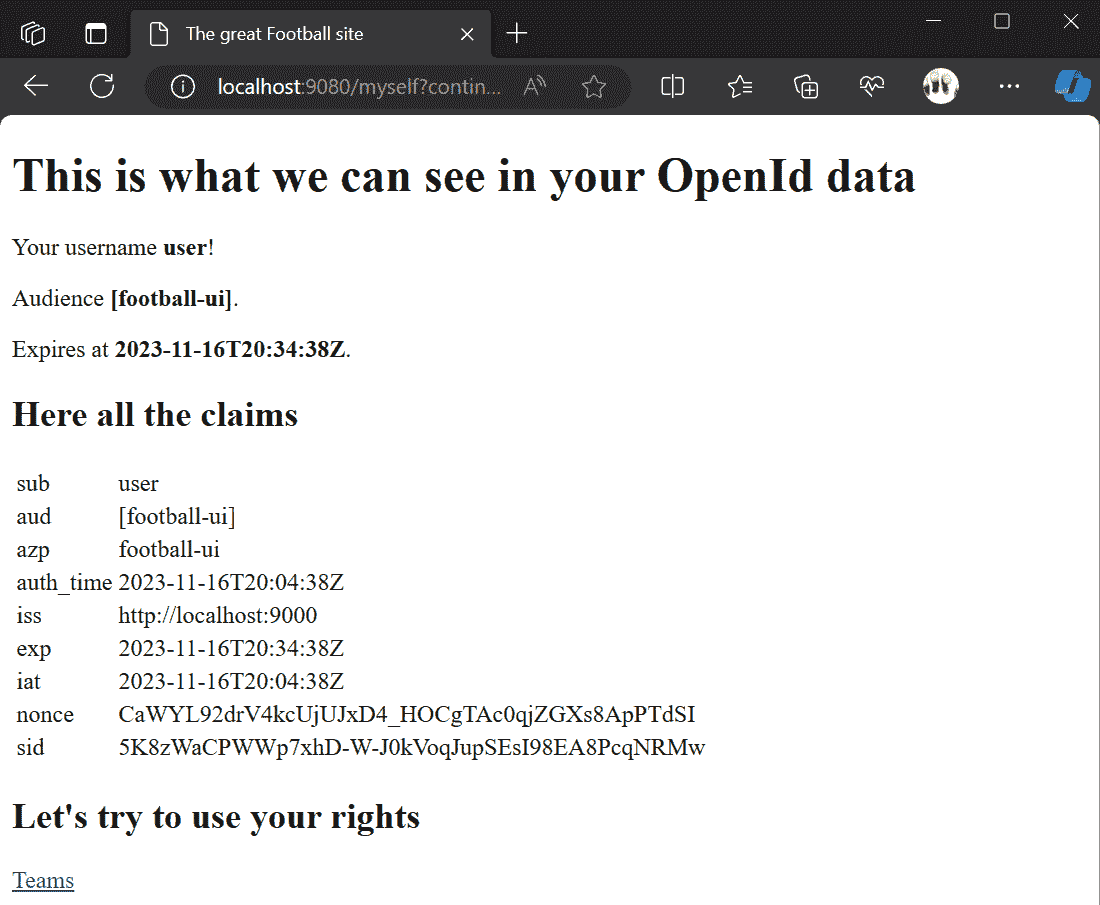 The great Football site
localhost:9080/myself?contin...
This is what we can see in your OpenId data
Your username user!
Audience [football-ui].
Expires at 2023-11-16T20:34:38Z.
Here all the claims
sub user
aud [football-ui]
azp football-ui
auth_time 2023-11-16T20:04:38Z
iss http://localhost:9000
exp 2023-11-16T20:34:38Z
iat 2023-11-16T20:04:38Z
nonce CaWYL92drV4kcUjUJxD4_HOCgTAc0qjZGXs8ApPTdSI
sid 5K8zWaCPWWp7xhD-W-J0kVoqJupSEsI98EA8PcqNRMw
Let's try to use your rights
Teams